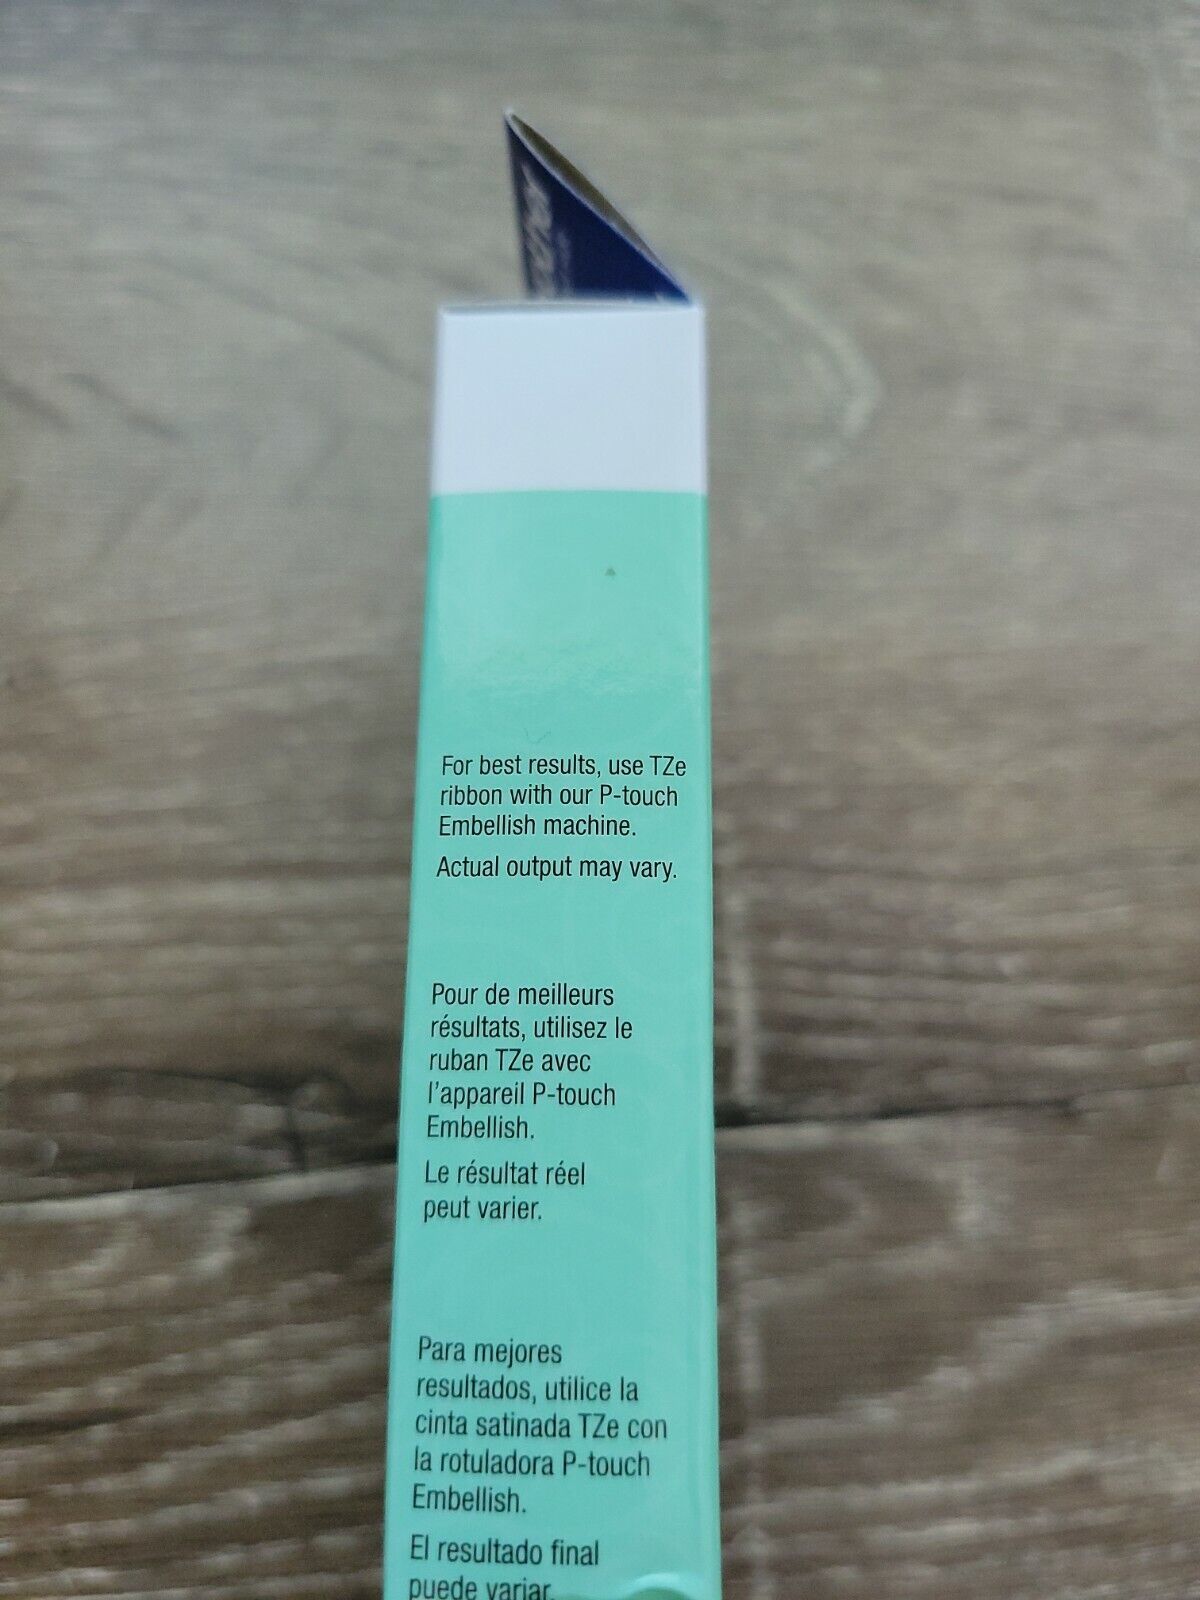 For best results, use TZe
ribbon with our P-touch
Embellish machine.
Actual output may vary.
Pour de meilleurs
résultats, utilisez le
ruban TZe avec
l'appareil P-touch
Embellish.
Le résultat réel
peut varier.
Para mejores
resultados, utilice la
cinta satinada TZe con
la rotuladora P-touch
Embellish.
El resultado final
puede variar.